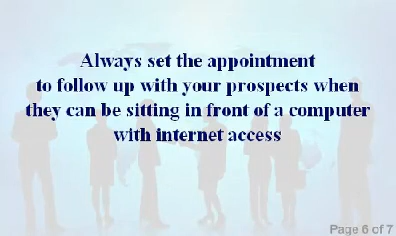 Always set the appointment
to follow up with your prospects when
they can be sitting in front of a computer
with internet access
Page 6 of 7